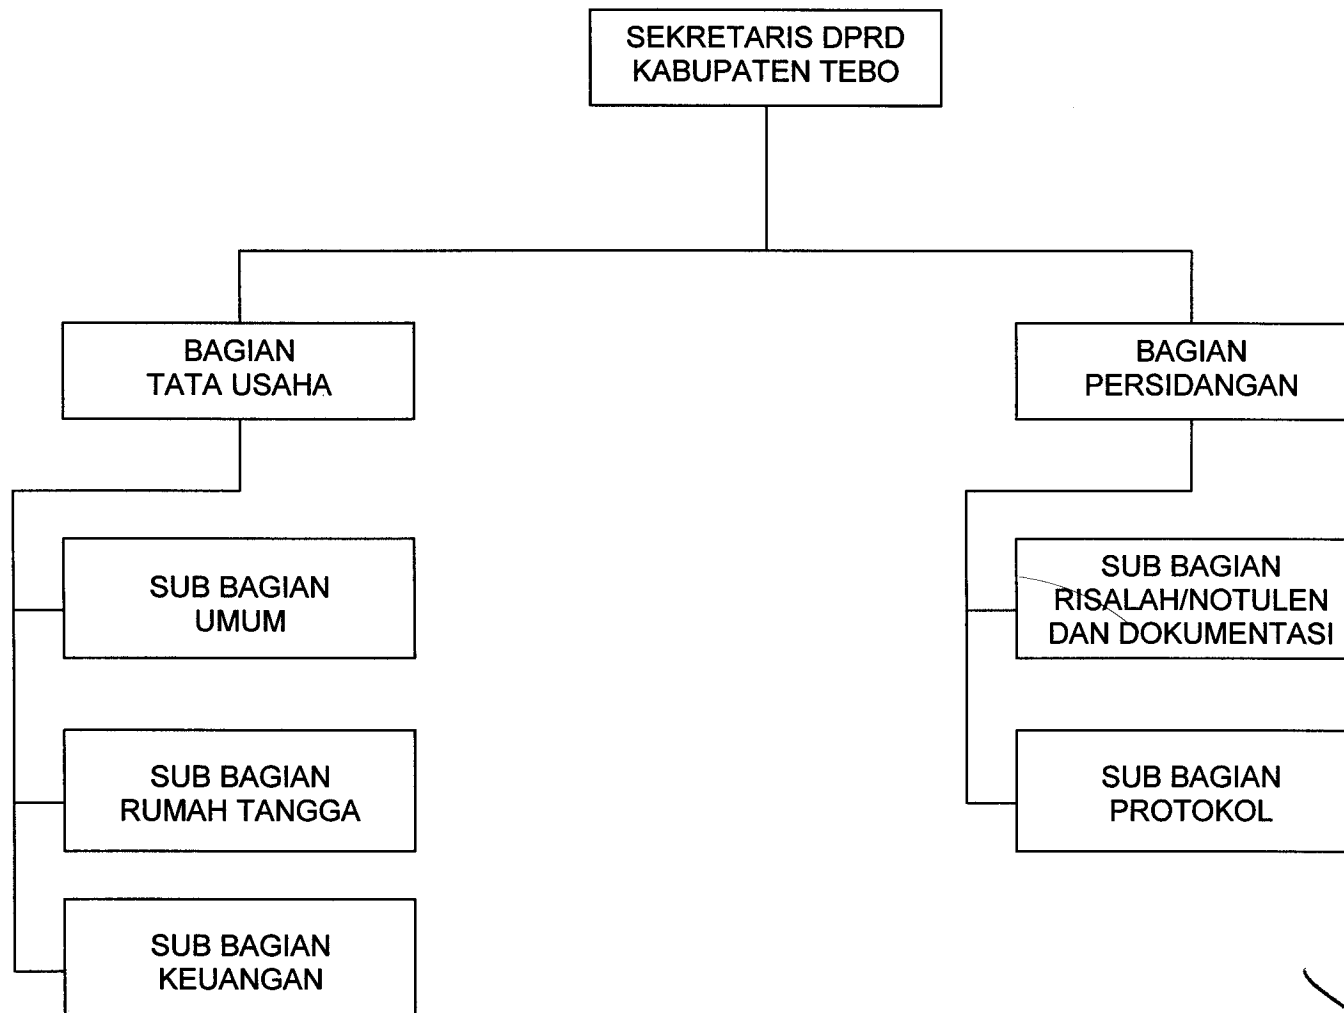 SEKRETARIS DPRD
KABUPATEN TEBO
BAGIAN
TATA USAHA
BAGIAN
PERSIDANGAN
SUB BAGIAN
UMUM
SUB BAGIAN
RISALAH/NOTULEN
DAN DOKUMENTASI
SUB BAGIAN
RUMAH TANGGA
SUB BAGIAN
PROTOKOL
SUB BAGIAN
KEUANGAN